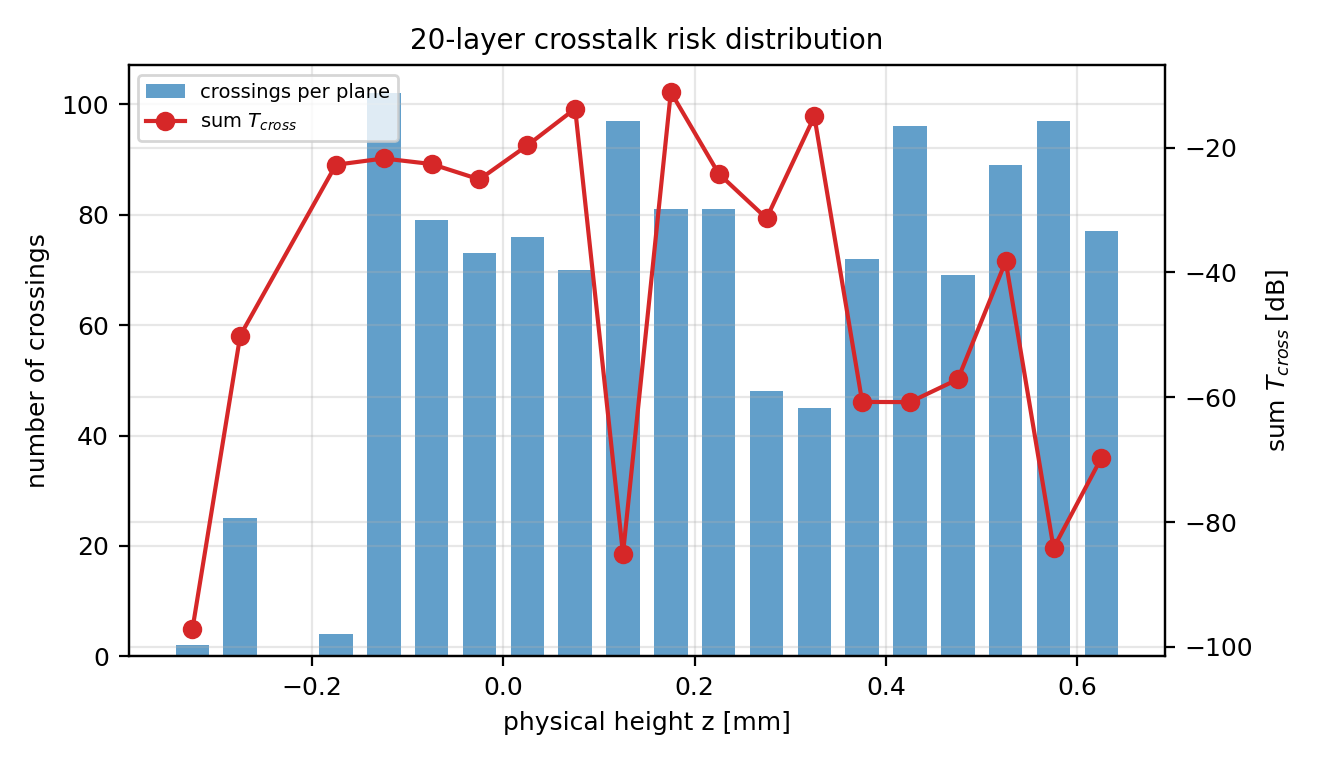 20-layer crosstalk risk distribution
crossings per plane
sum T_cross
100
80
60
40
20
0
number of crossings
−20
−40
−60
−80
−100
sum T_cross [dB]
−0.2
0.0
0.2
0.4
0.6
physical height z [mm]